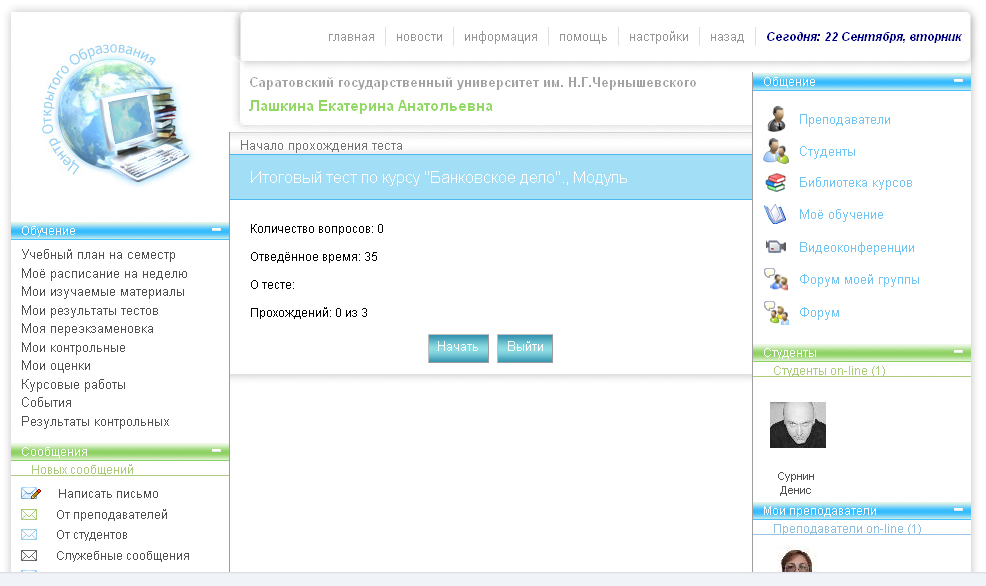 главная новости информация помощь настройки назад Сегодня: 22 Сентября, вторник
Центр Открытого Образования
Саратовский государственный университет им. Н.Г.Чернышевского
Лашкина Екатерина Анатольевна
Начало прохождения теста
Итоговый тест по курсу "Банковское дело"., Модуль
Количество вопросов: 0
Отведённое время: 35
О тесте:
Прохождений: 0 из 3
Начать Выйти
Обучение
Учебный план на семестр
Моё расписание на неделю
Мои изучаемые материалы
Мои результаты тестов
Моя переэкзаменовка
Мои контрольные
Мои оценки
Курсовые работы
События
Результаты контрольных
Сообщения
Новых сообщений
Написать письмо
От преподавателей
От студентов
Служебные сообщения
Общение
Преподаватели
Студенты
Библиотека курсов
Моё обучение
Видеоконференции
Форум моей группы
Форум
Студенты
Студенты on-line (1)
Сурнин
Денис
Мои преподаватели
Преподаватели on-line (1)